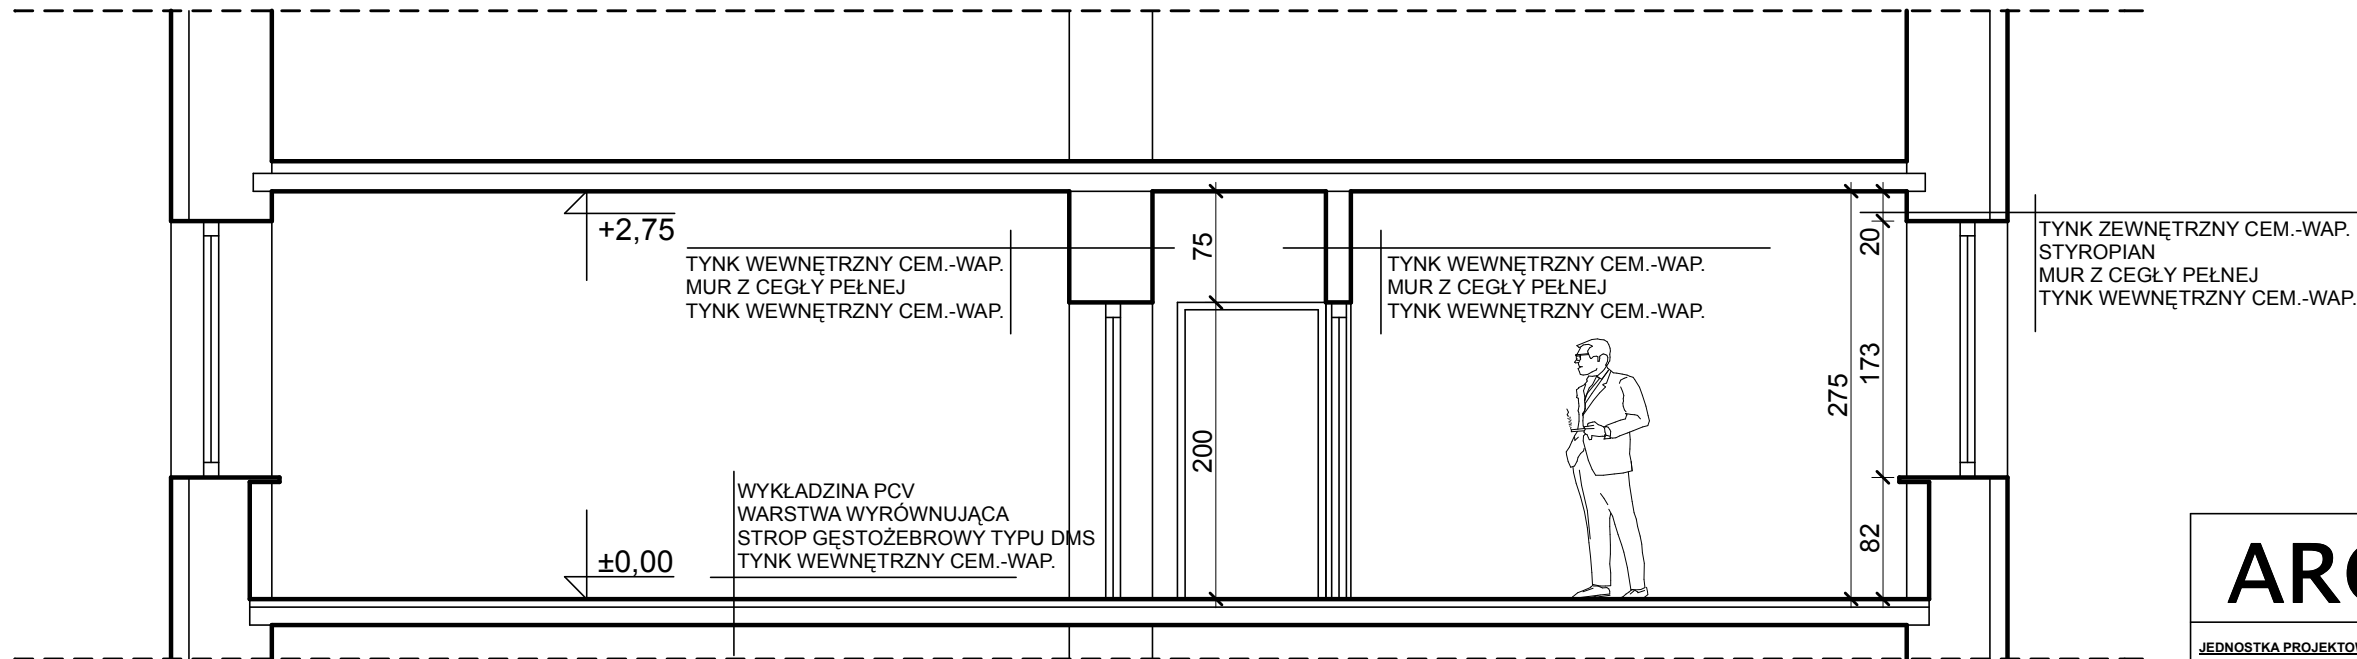 +2,75
TYNK WEWNĘTRZNY CEM.-WAP.
MUR Z CEGŁY PEŁNEJ
TYNK WEWNĘTRZNY CEM.-WAP.
75
TYNK WEWNĘTRZNY CEM.-WAP.
MUR Z CEGŁY PEŁNEJ
TYNK WEWNĘTRZNY CEM.-WAP.
20
TYNK ZEWNĘTRZNY CEM.-WAP.
STYROPIAN
MUR Z CEGŁY PEŁNEJ
TYNK WEWNĘTRZNY CEM.-WAP.
275
173
200
82
WYKŁADZINA PCV
WARSTWA WYRÓWNUJĄCA
STROP GĘSTOŻEBROWY TYPU DMS
TYNK WEWNĘTRZNY CEM.-WAP.
±0,00
JEDNOSTKA